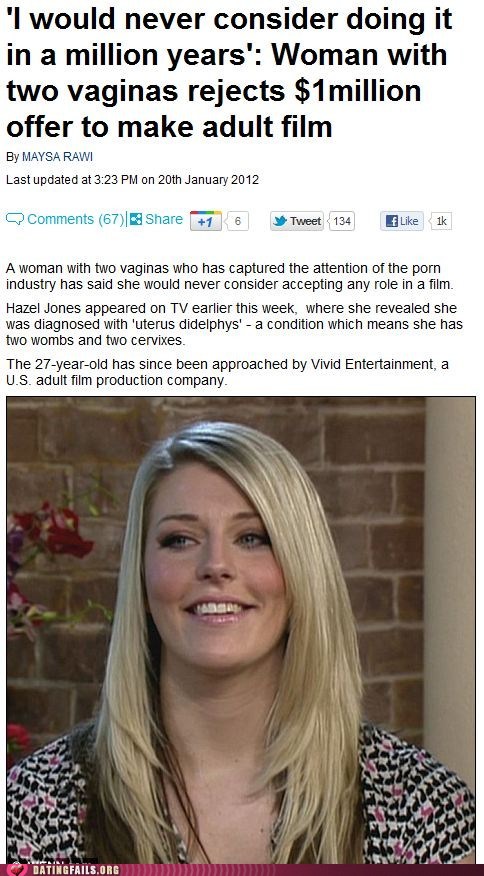 'I would never consider doing it
in a million years': Woman with
two vaginas rejects $1million
offer to make adult film
By MAYSA RAWI
Last updated at 3:23 PM on 20th January 2012
Comments (67) Share +1 6 Tweet 134 Like 1k
A woman with two vaginas who has captured the attention of the porn
industry has said she would never consider accepting any role in a film.
Hazel Jones appeared on TV earlier this week, where she revealed she
was diagnosed with 'uterus didelphys' - a condition which means she has
two wombs and two cervixes.
The 27-year-old has since been approached by Vivid Entertainment, a
U.S. adult film production company.
DATINGFAILS.ORG